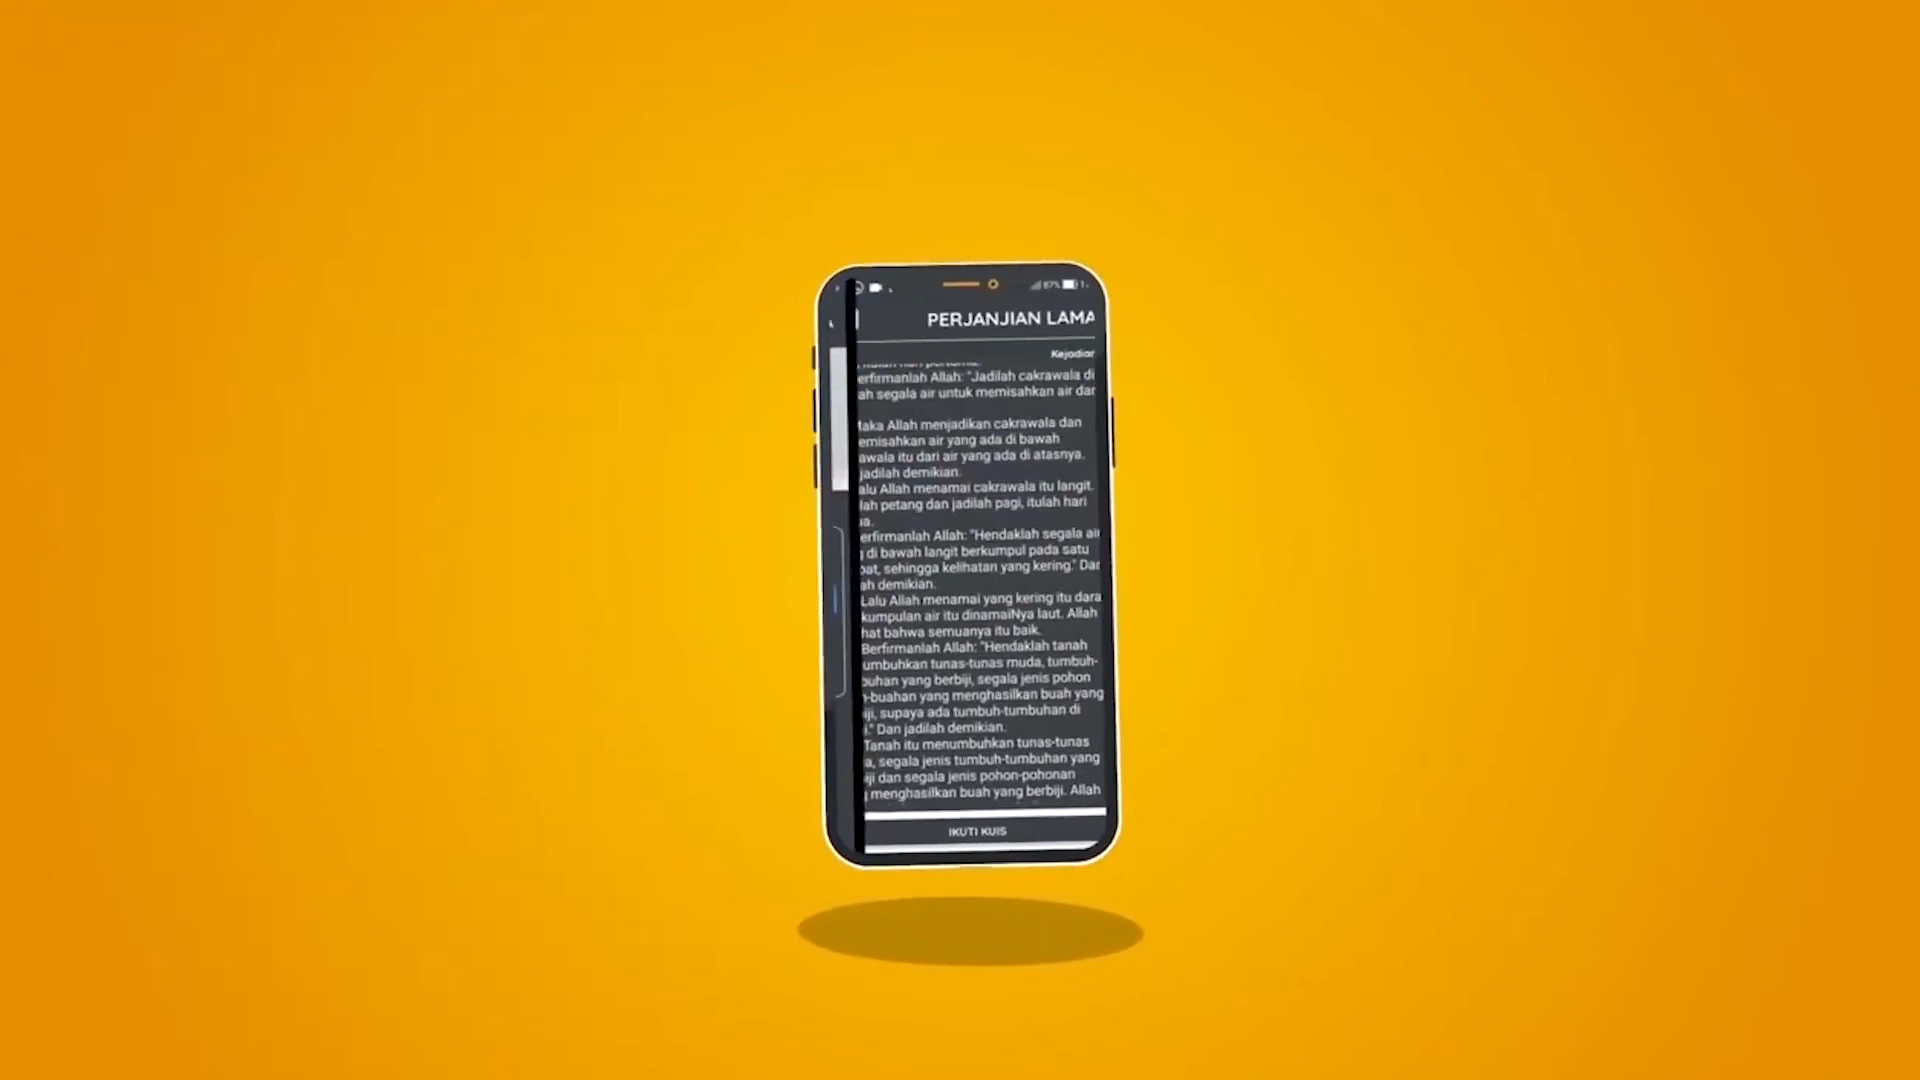 87%
PERJANJIAN LAMA
Kejadian
erfirmanlah Allah: "Jadilah cakrawala di
ah segala air untuk memisahkan air dar
aka Allah menjadikan cakrawala dan
emisahkan air yang ada di bawah
awala itu dari air yang ada di atasnya.
jadilah demikian.
alu Allah menamai cakrawala itu langit.
lah petang dan jadilah pagi, itulah hari
ua.
erfirmanlah Allah: "Hendaklah segala air
g di bawah langit berkumpul pada satu
pat, sehingga kelihatan yang kering." Dan
ah demikian.
Lalu Allah menamai yang kering itu dara
kumpulan air itu dinamaiNya laut. Allah
hat bahwa semuanya itu baik.
Berfirmanlah Allah: "Hendaklah tanah
umbuhkan tunas-tunas muda, tumbuh-
buhan yang berbiji, segala jenis pohon
-buahan yang menghasilkan buah yang
iji, supaya ada tumbuh-tumbuhan di
i." Dan jadilah demikian.
Tanah itu menumbuhkan tunas-tunas
a, segala jenis tumbuh-tumbuhan yang
iji dan segala jenis pohon-pohonan
g menghasilkan buah yang berbiji. Allah
IKUTI KUIS